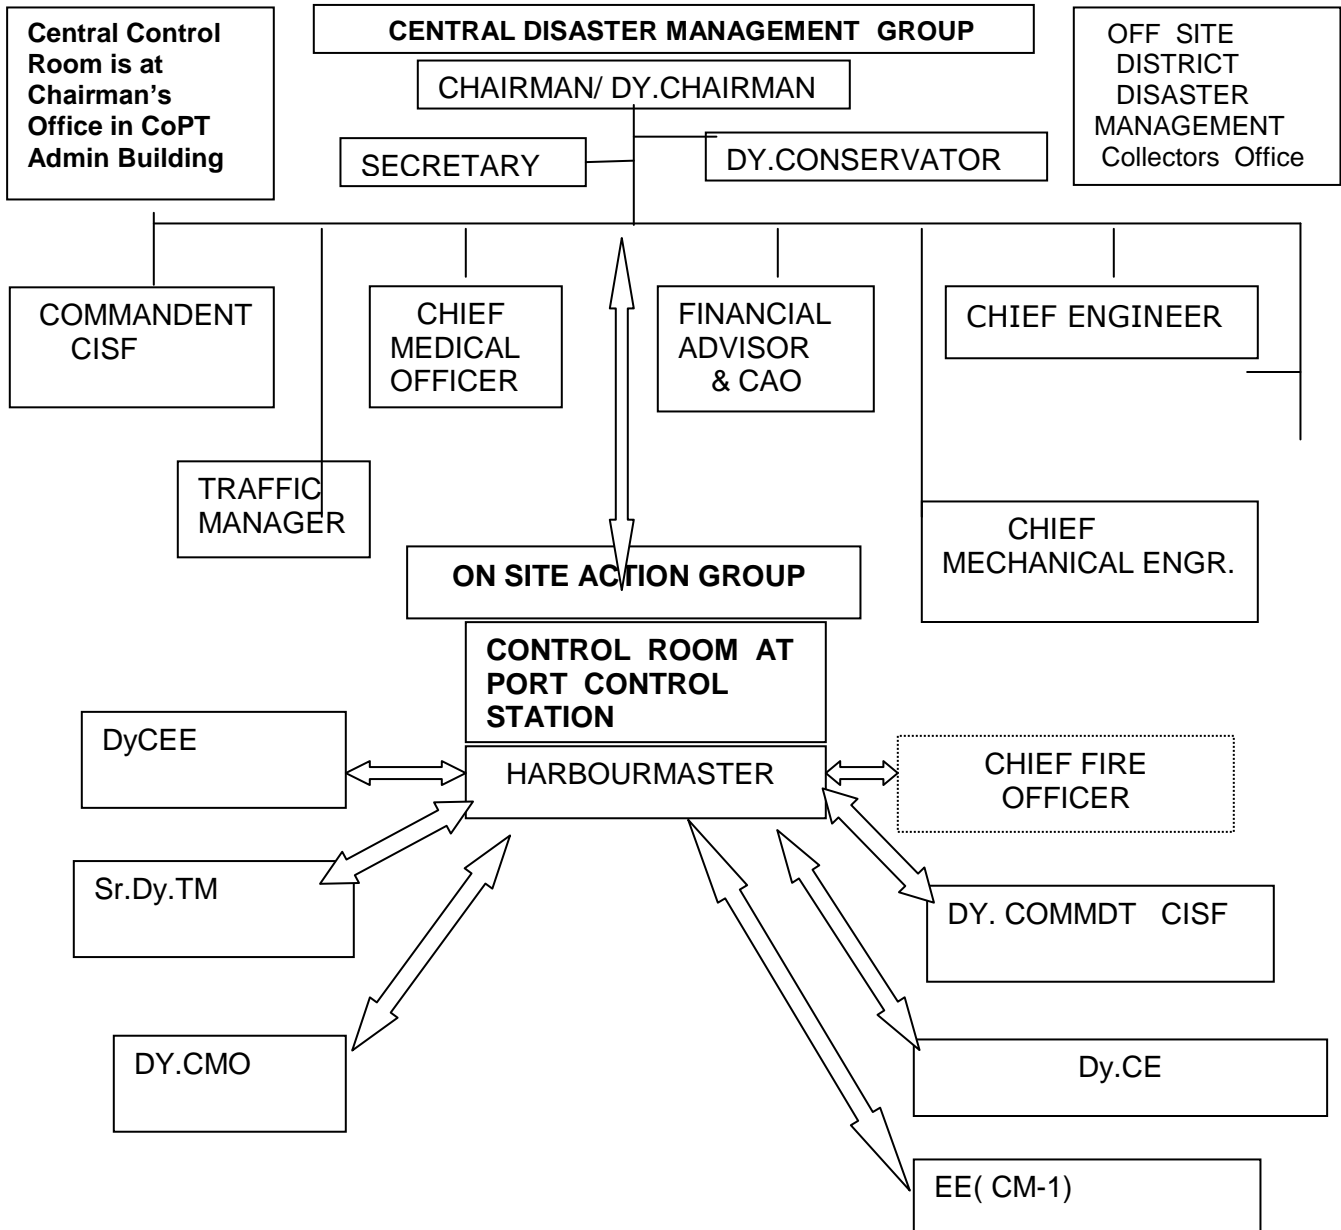 Central Control
Room is at
Chairman’s
Office in CoPT
Admin Building
CENTRAL DISASTER MANAGEMENT GROUP
CHAIRMAN/ DY.CHAIRMAN
OFF SITE
DISTRICT
DISASTER
MANAGEMENT
Collectors Office
SECRETARY
DY.CONSERVATOR
COMMANDENT
CISF
CHIEF
MEDICAL
OFFICER
FINANCIAL
ADVISOR
& CAO
CHIEF ENGINEER
TRAFFIC
MANAGER
CHIEF
MECHANICAL ENGR.
ON SITE ACTION GROUP
CONTROL ROOM AT
PORT CONTROL
STATION
DyCEE
HARBOURMASTER
CHIEF FIRE
OFFICER
Sr.Dy.TM
DY. COMMDT CISF
DY.CMO
Dy.CE
EE( CM-1)